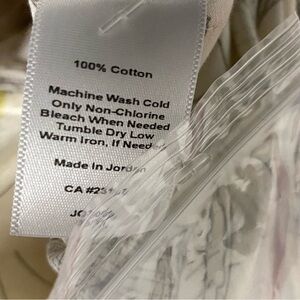 100% Cotton
Machine Wash Cold
Only Non-Chlorine
Bleach When Needed
Tumble Dry Low
Warm Iron, If Needed
Made in Jordan
CA